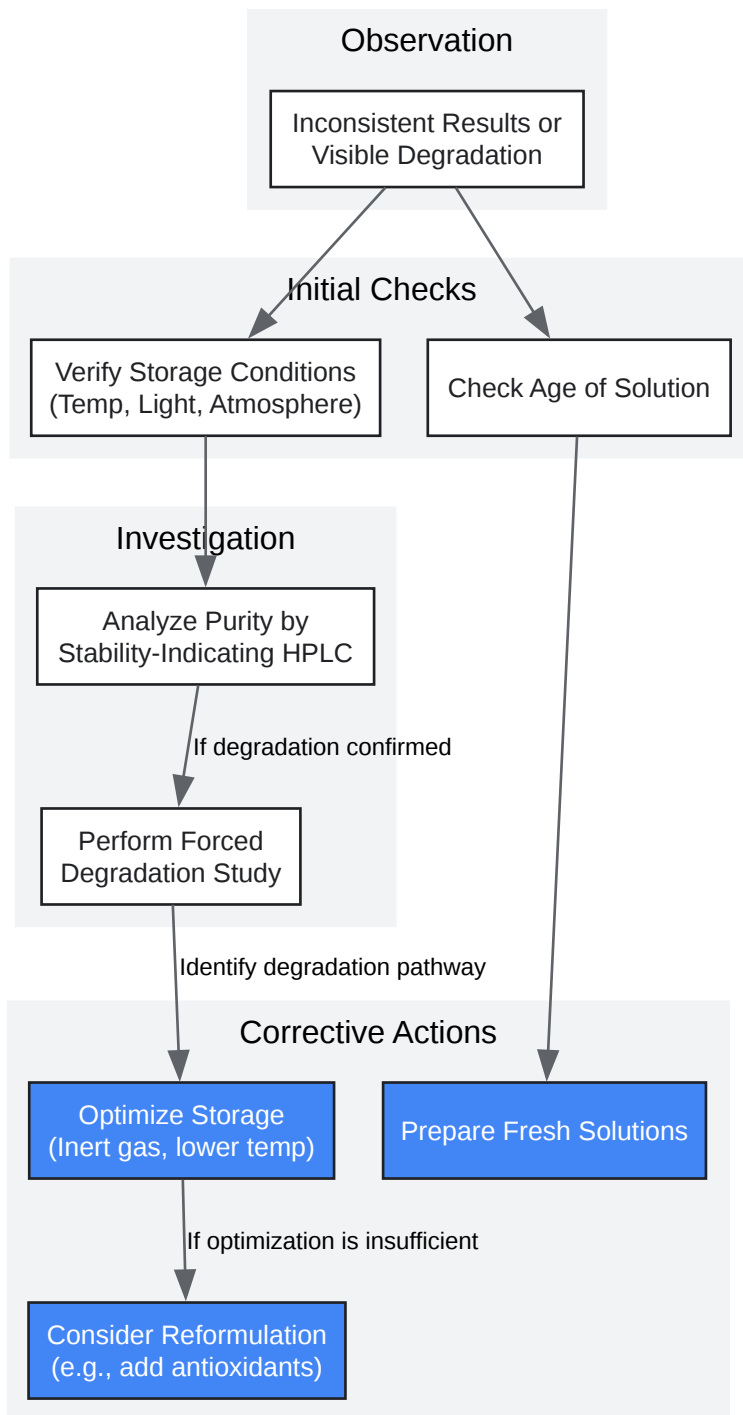 Observation
Inconsistent Results or
Visible Degradation
Initial Checks
Verify Storage Conditions
(Temp, Light, Atmosphere)
Check Age of Solution
Investigation
Analyze Purity by
Stability-Indicating HPLC
If degradation confirmed
Perform Forced
Degradation Study
Identify degradation pathway
Corrective Actions
Optimize Storage
(Inert gas, lower temp)
Prepare Fresh Solutions
If optimization is insufficient
Consider Reformulation
(e.g., add antioxidants)